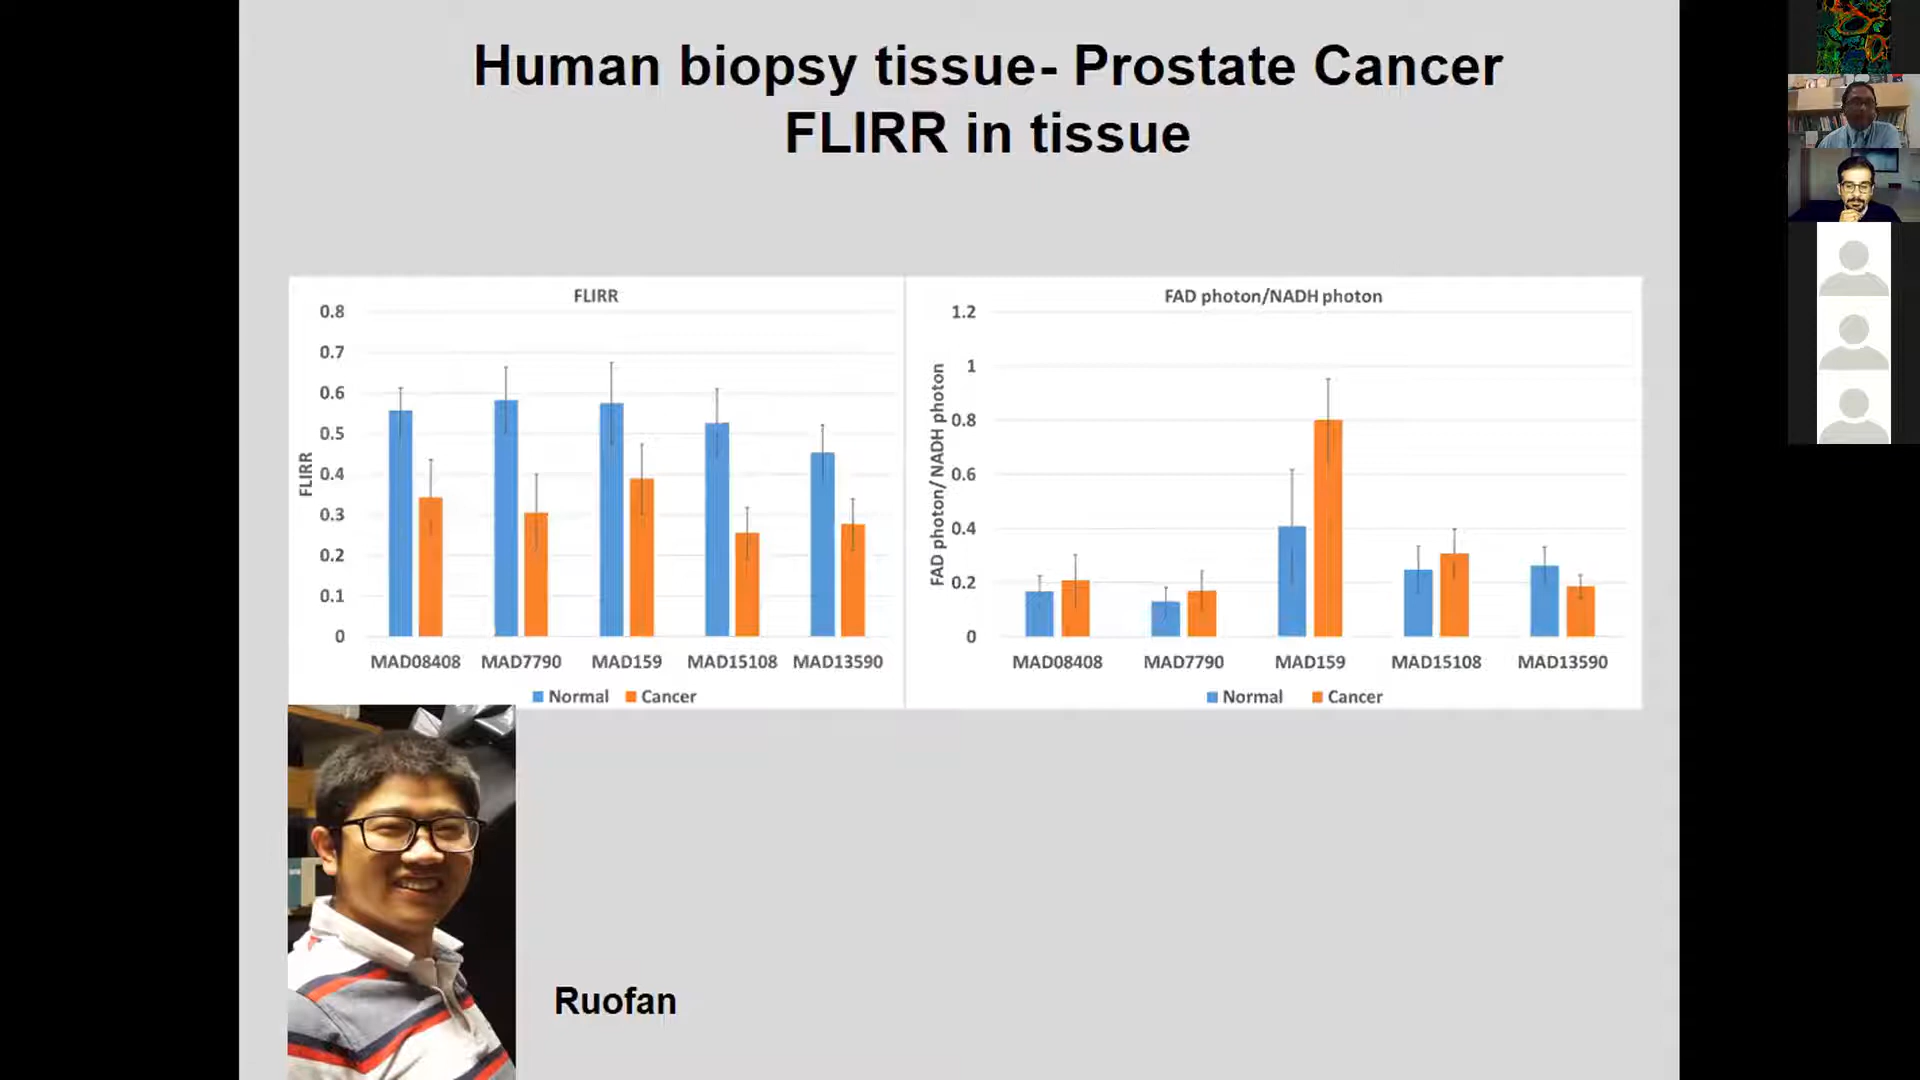 Human biopsy tissue- Prostate Cancer
FLIRR in tissue
FLIRR
0.8
0.7
0.6
0.5
0.4
0.3
0.2
0.1
0
FLIRR
MAD08408 MAD7790 MAD159 MAD15108 MAD13590
Normal Cancer
FAD photon/NADH photon
1.2
1
0.8
0.6
0.4
0.2
0
FAD photon/ NADH photon
MAD08408 MAD7790 MAD159 MAD15108 MAD13590
Normal Cancer
Ruofan